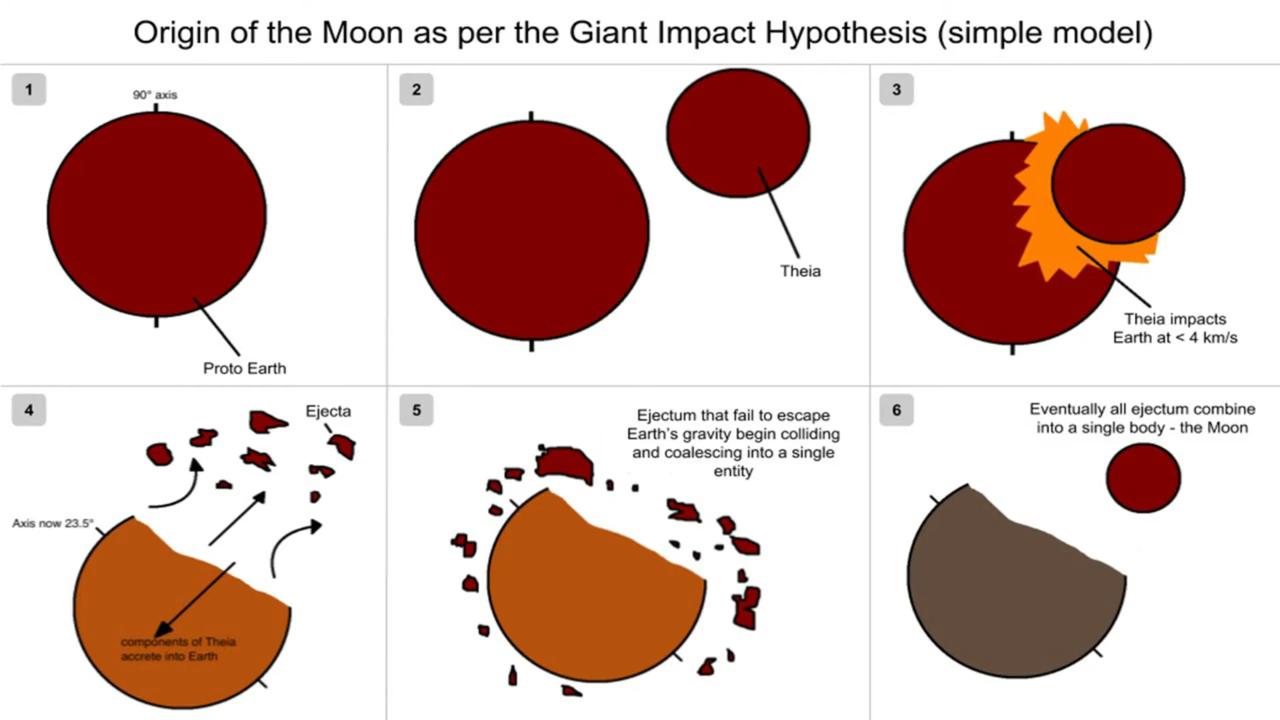 Origin of the Moon as per the Giant Impact Hypothesis (simple model)
1
90° axis
Proto Earth
2
Theia
3
Theia impacts
Earth at < 4 km/s
4
Ejecta
Axis now 23.5°
components of Theia
accrete into Earth
5
Ejectum that fail to escape
Earth's gravity begin colliding
and coalescing into a single
entity
6
Eventually all ejectum combine
into a single body - the Moon